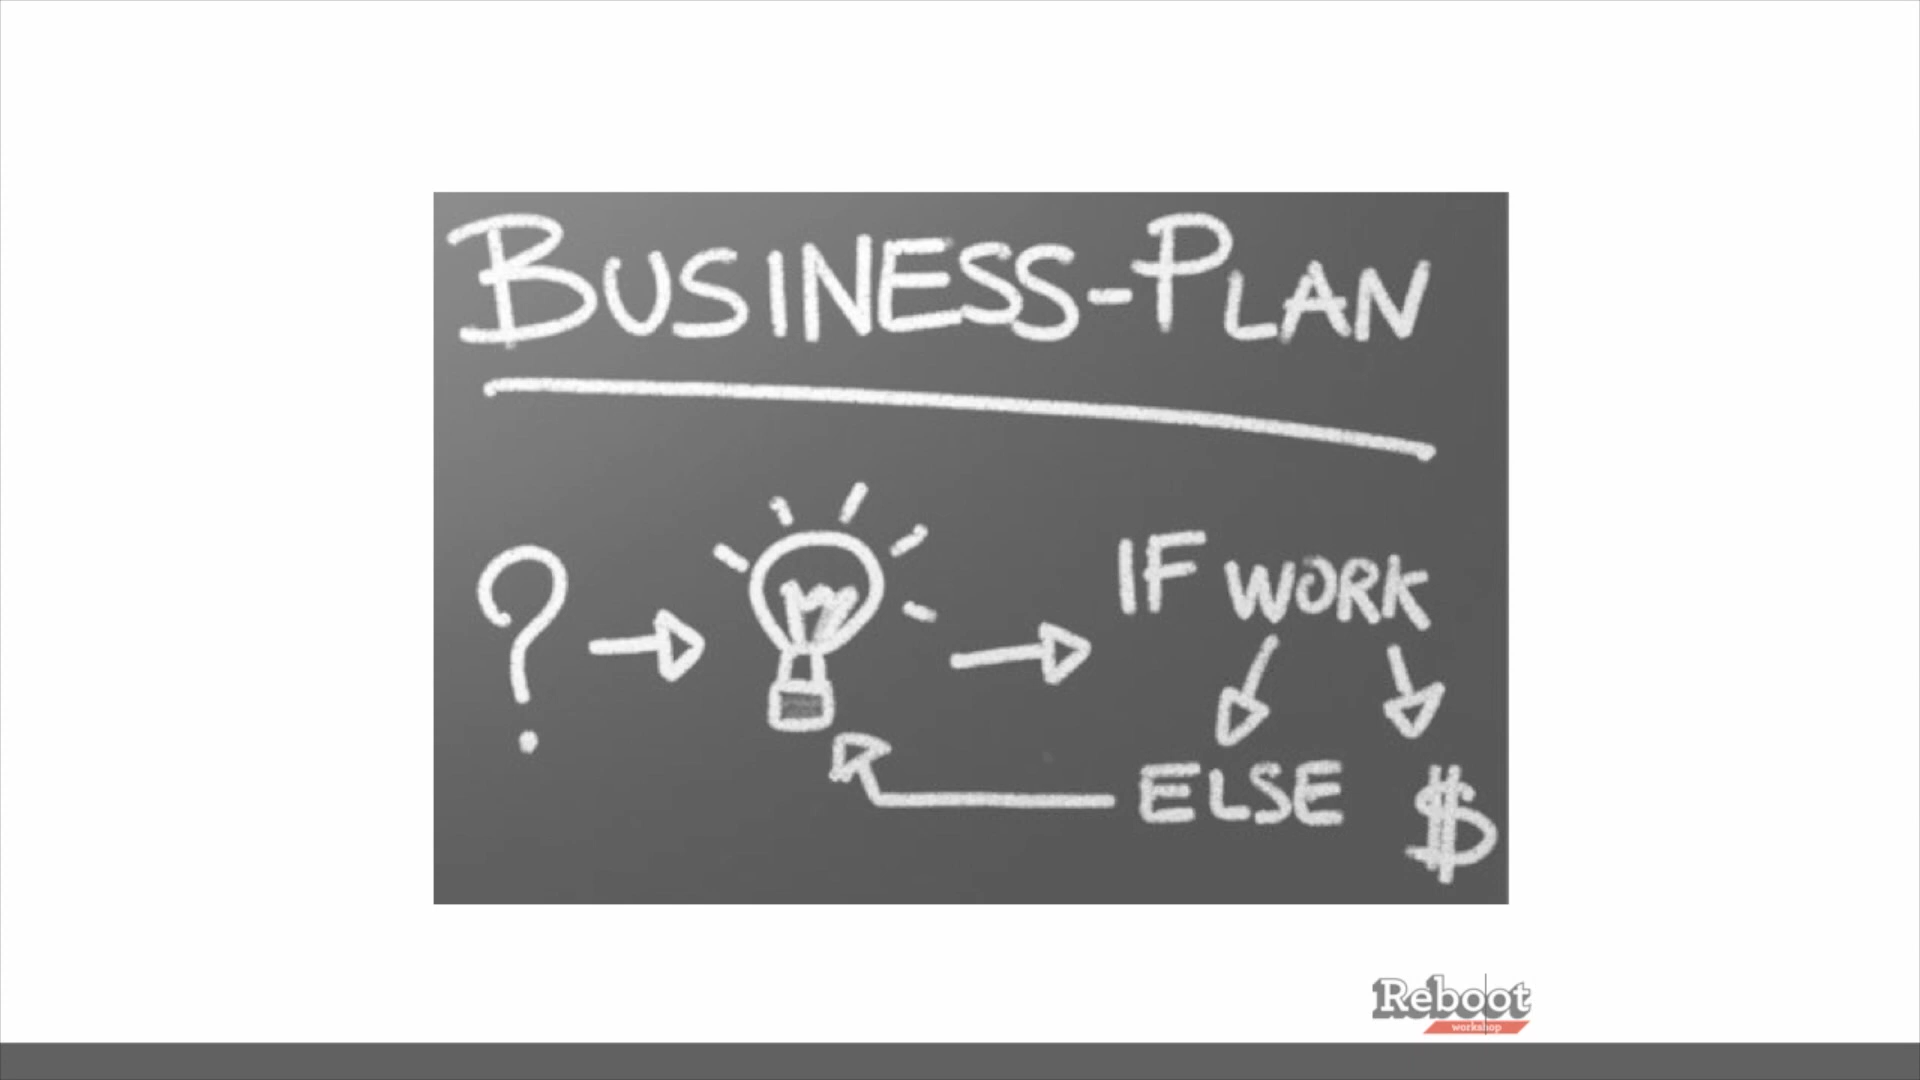 BUSINESS-PLAN
?
IF WORK
ELSE $
Reboot
workshop